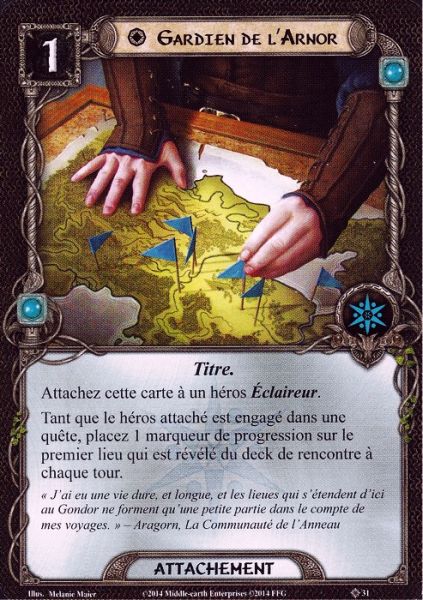 1
GARDIEN DE L'ARNOR
R
Titre.
Attachez cette carte à un héros Éclaireur.
Tant que le héros attaché est engagé dans une
quête, placez 1 marqueur de progression sur le
premier lieu qui est révélé du deck de rencontre à
chaque tour.
« J'ai eu une vie dure, et longue, et les lieues qui s'étendent d'ici
au Gondor ne forment qu'une petite partie dans le compte de
mes voyages. » – Aragorn, La Communauté de l'Anneau
ATTACHEMENT
Illus. Melanie Maier ©2014 Middle-earth Enterprises ©2014 FFG 31